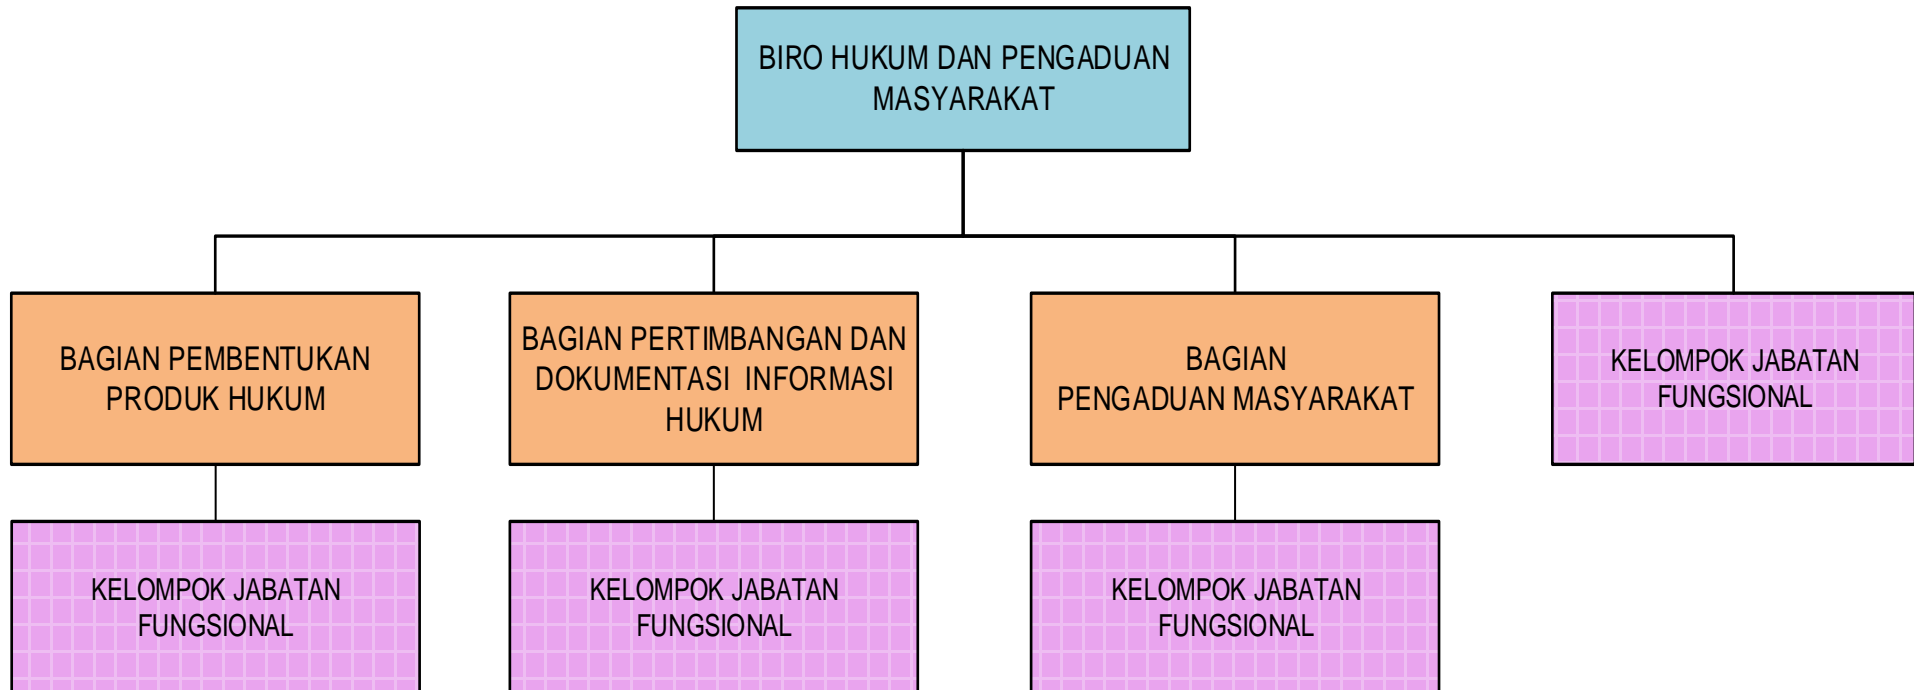 BIRO HUKUM DAN PENGADUAN
MASYARAKAT
BAGIAN PEMBENTUKAN
PRODUK HUKUM
BAGIAN PERTIMBANGAN DAN
DOKUMENTASI INFORMASI
HUKUM
BAGIAN
PENGADUAN MASYARAKAT
KELOMPOK JABATAN
FUNGSIONAL
KELOMPOK JABATAN
FUNGSIONAL
KELOMPOK JABATAN
FUNGSIONAL
KELOMPOK JABATAN
FUNGSIONAL